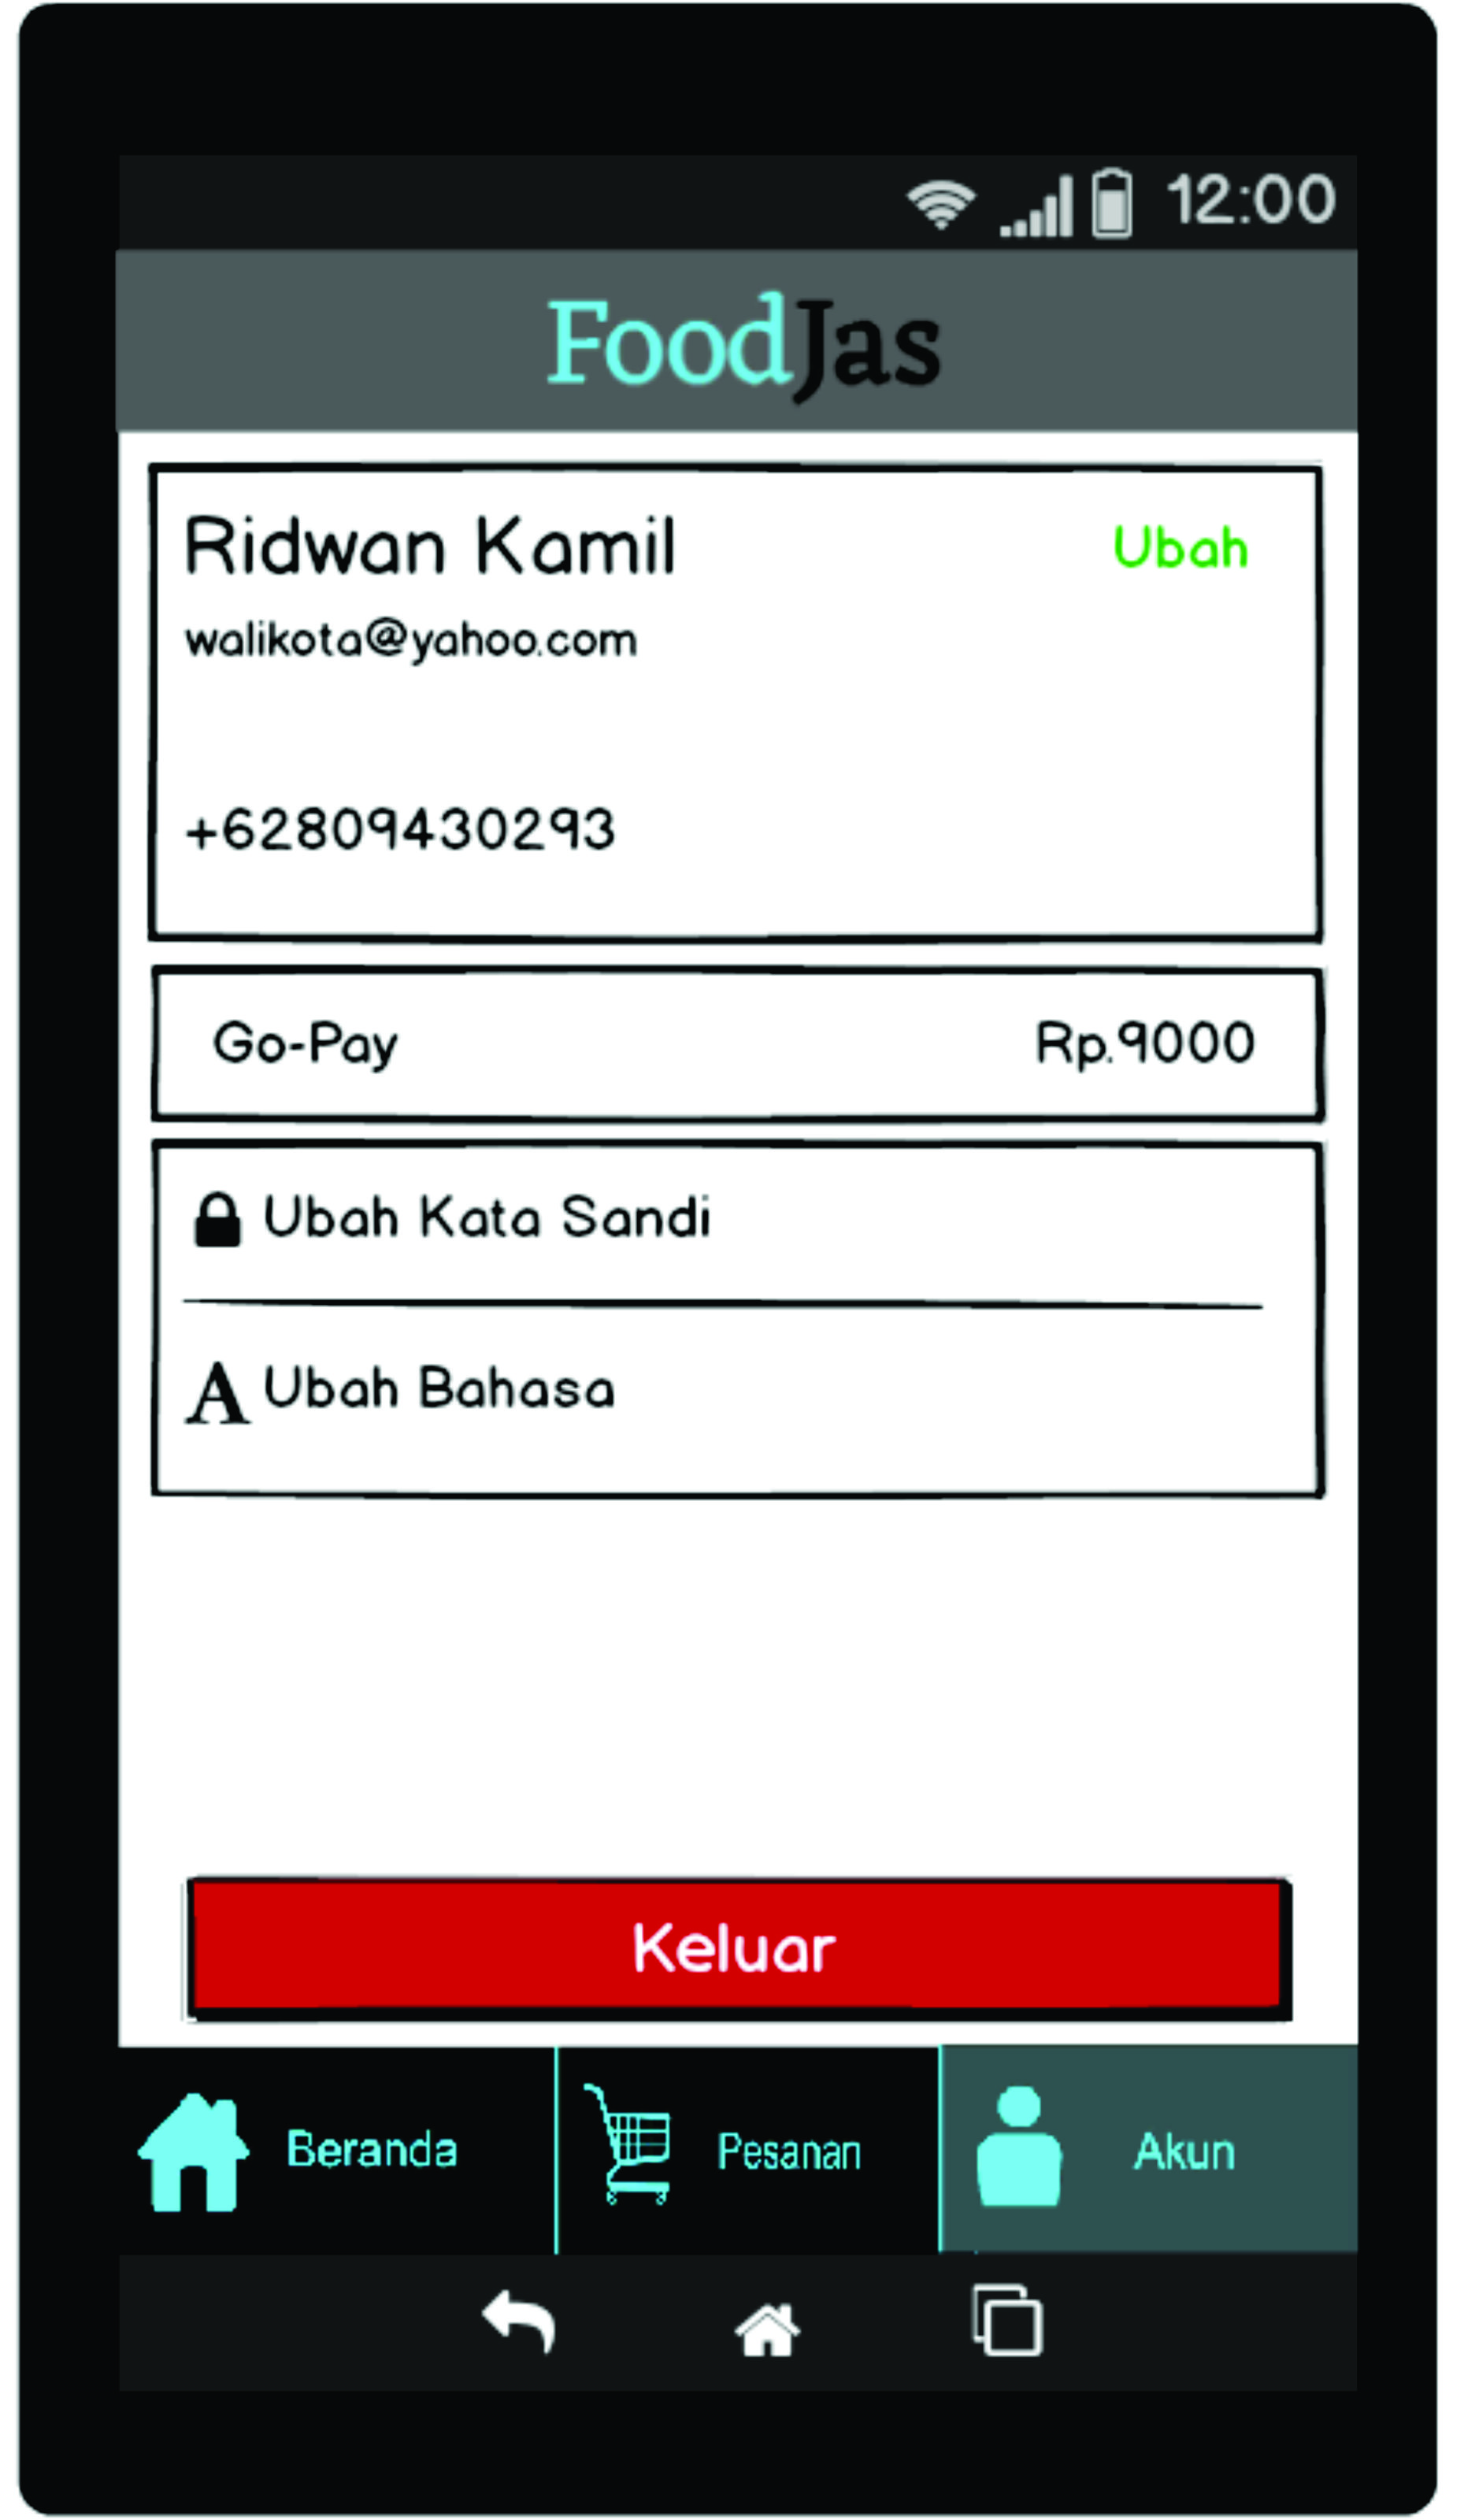 12:00
FoodJas
Ridwan Kamil
Ubah
walikota@yahoo.com
+62809430293
Go-Pay
Rp.9000
Ubah Kata Sandi
A Ubah Bahasa
Keluar
Beranda
Pesanan
Akun